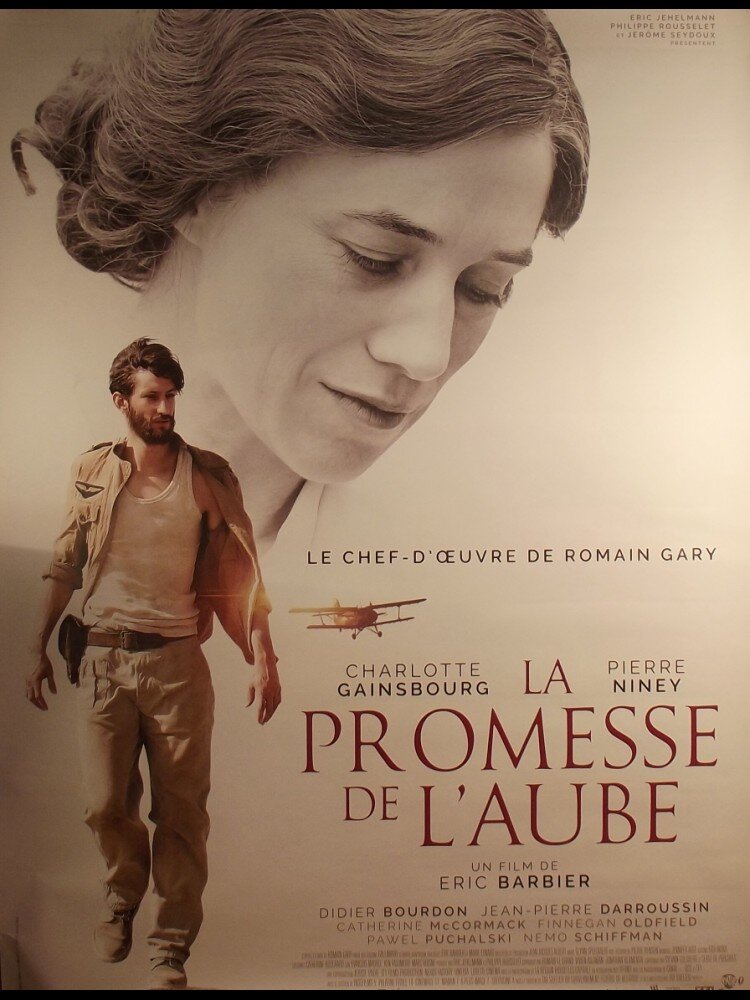 ERIC JEHELMANN
PHILIPPE ROUSSELET
ET JÉRÔME SEYDOUX
PRÉSENTENT
LE CHEF-D'ŒUVRE DE ROMAIN GARY
CHARLOTTE
GAINSBOURG
PIERRE
NINEY
LA
PROMESSE
DE L'AUBE
UN FILM DE
ERIC BARBIER
DIDIER BOURDON JEAN-PIERRE DARROUSSIN
CATHERINE McCORMACK FINNEGAN OLDFIELD
PAWEL PUCHALSKI NEMO SCHIFFMAN